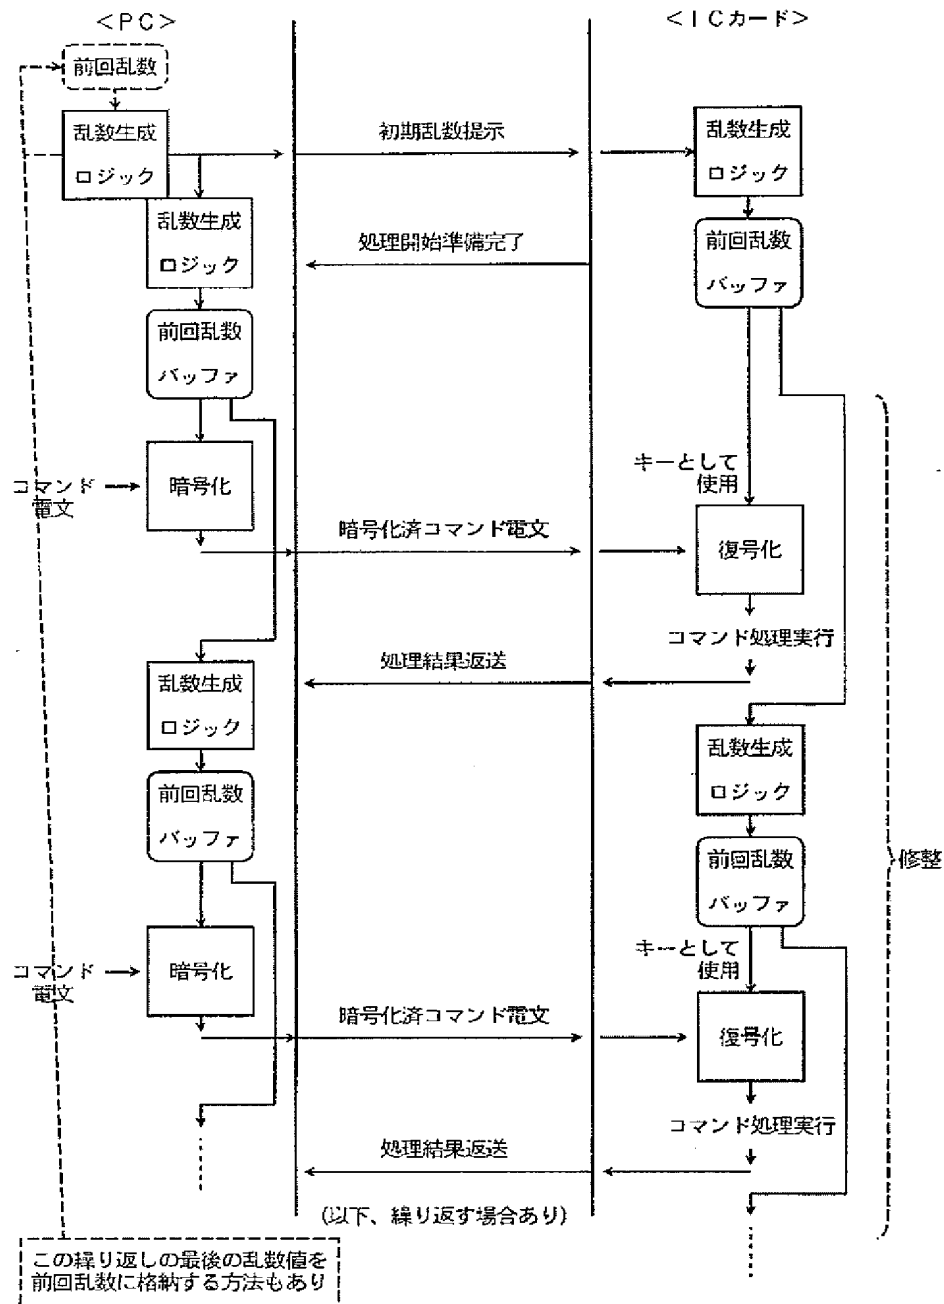 ＜ＰＣ＞
＜ＩＣカード＞
前回乱数
乱数生成
ロジック
初期乱数提示
乱数生成
ロジック
乱数生成
ロジック
処理開始準備完了
前回乱数
バッファ
前回乱数
バッファ
キーとして
使用
コマンド
電文
暗号化
暗号化済コマンド電文
復号化
コマンド処理実行
処理結果返送
乱数生成
ロジック
乱数生成
ロジック
前回乱数
バッファ
前回乱数
バッファ
修整
キーとして
使用
コマンド
電文
暗号化
暗号化済コマンド電文
復号化
コマンド処理実行
処理結果返送
(以下、繰り返す場合あり)
この繰り返しの最後の乱数値を
前回乱数に格納する方法もあり